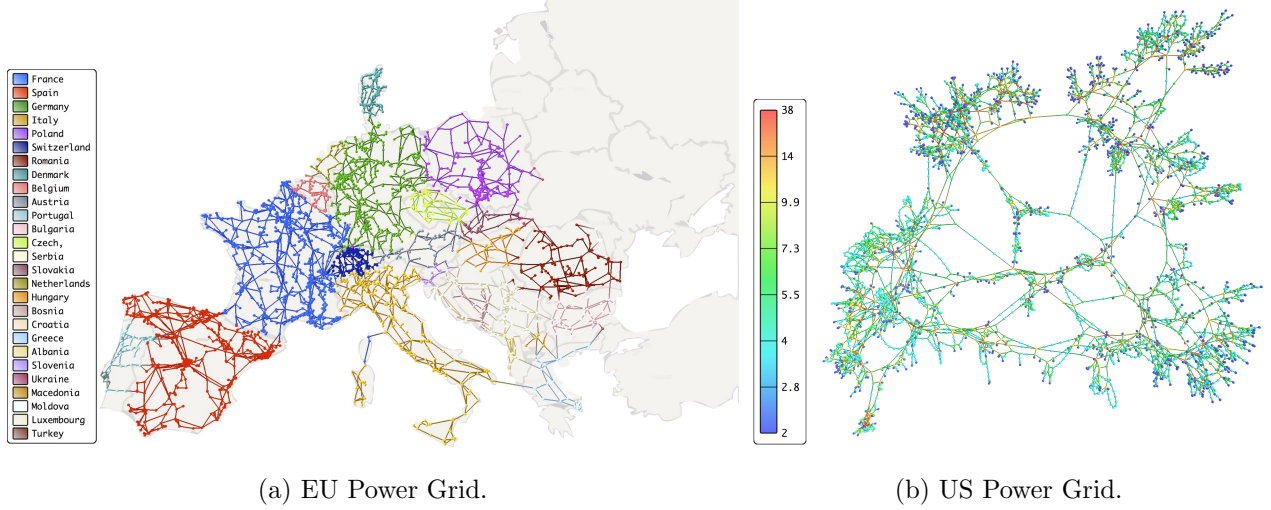 France
Spain
Germany
Italy
Poland
Switzerland
Romania
Denmark
Belgium
Austria
Portugal
Bulgaria
Czech,
Serbia
Slovakia
Netherlands
Hungary
Bosnia
Croatia
Greece
Albania
Slovenia
Ukraine
Macedonia
Moldova
Luxembourg
Turkey
38
14
9.9
7.3
5.5
4
2.8
2
(a) EU Power Grid.
(b) US Power Grid.